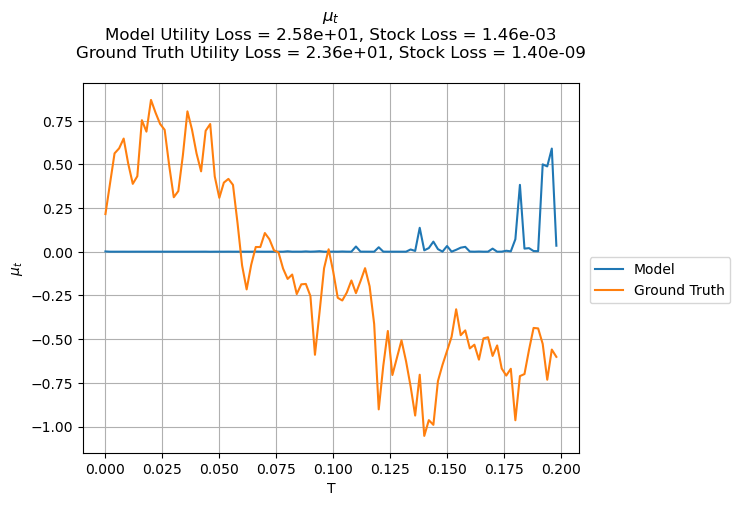 μt
Model Utility Loss = 2.58e+01, Stock Loss = 1.46e-03
Ground Truth Utility Loss = 2.36e+01, Stock Loss = 1.40e-09
0.75
0.50
0.25
0.00
−0.25
−0.50
−0.75
−1.00
μt
0.000 0.025 0.050 0.075 0.100 0.125 0.150 0.175 0.200
T
Model
Ground Truth